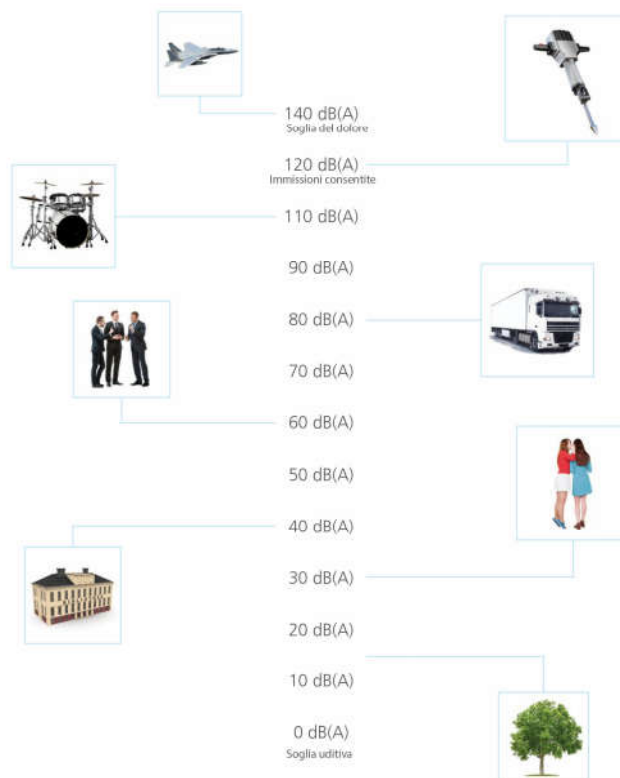 140 dB(A)
Soglia del dolore
120 dB(A)
Immissioni consentite
110 dB(A)
90 dB(A)
80 dB(A)
70 dB(A)
60 dB(A)
50 dB(A)
40 dB(A)
30 dB(A)
20 dB(A)
10 dB(A)
0 dB(A)
Soglia uditiva